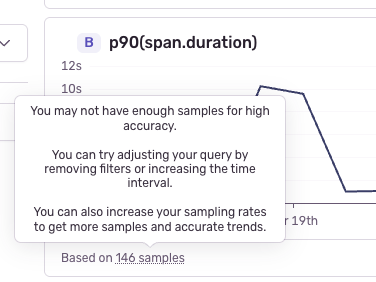 B p90(span.duration)
12s
10s
You may not have enough samples for high
accuracy.
You can try adjusting your query by
removing filters or increasing the time
interval.
You can also increase your sampling rates
to get more samples and accurate trends.
19th
Based on 146 samples